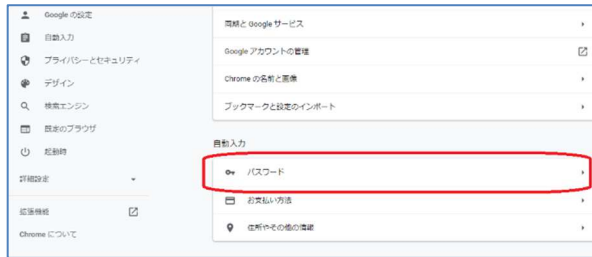 Google の設定
自動入力
プライバシーとセキュリティ
デザイン
検索エンジン
既定のブラウザ
起動時
詳細設定
拡張機能
Chrome について
同期と Google サービス
Google アカウントの管理
Chrome の名前と画像
ブックマークと設定のインポート
自動入力
パスワード
お支払い方法
住所やその他の情報